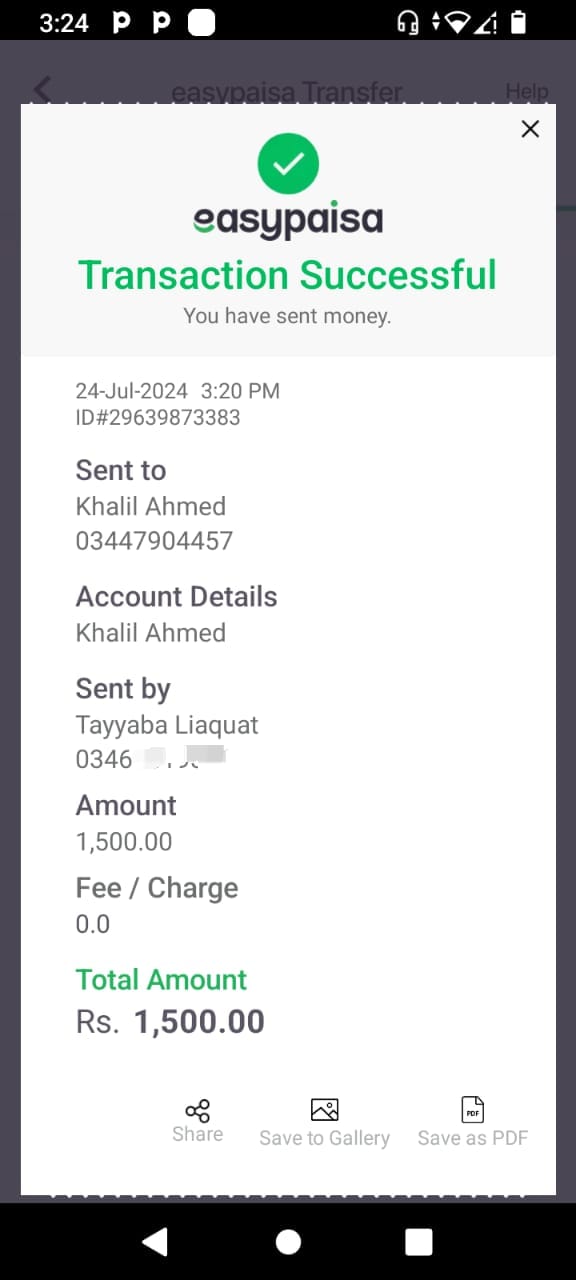 3:24
easypaisa Transfer
Help
easypaisa
Transaction Successful
You have sent money.
24-Jul-2024 3:20 PM
ID#29639873383
Sent to
Khalil Ahmed
03447904457
Account Details
Khalil Ahmed
Sent by
Tayyaba Liaquat
0346
Amount
1,500.00
Fee / Charge
0.0
Total Amount
Rs. 1,500.00
Share
Save to Gallery
PDF
Save as PDF